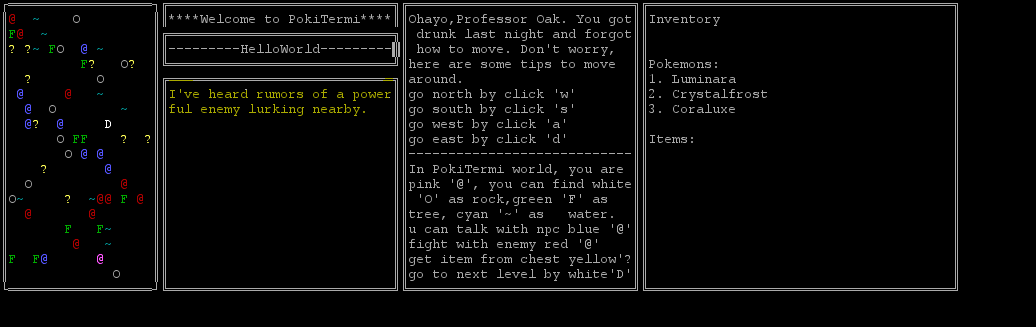 @  ~    O
F@   ~
? ?~ FO  @ ~
F?   O?
?        O
@     @   ~
@  O        ~
@?  @     D
O FF    ?  ?
O @ @
?       @
O           @
O~     ?  ~@@ F @
@       @
F   F~
@   ~
F  F@      @
O
****Welcome to PokiTermi****
---------HelloWorld---------
I've heard rumors of a power
ful enemy lurking nearby.
Ohayo,Professor Oak. You got
drunk last night and forgot
how to move. Don't worry,
here are some tips to move
around.
go north by click 'w'
go south by click 's'
go west by click 'a'
go east by click 'd'
----------------------------
In PokiTermi world, you are
pink '@', you can find white
'O' as rock,green 'F' as
tree, cyan '~' as   water.
u can talk with npc blue '@'
fight with enemy red '@'
get item from chest yellow'?
go to next level by white'D'
Inventory
Pokemons:
1. Luminara
2. Crystalfrost
3. Coraluxe
Items: